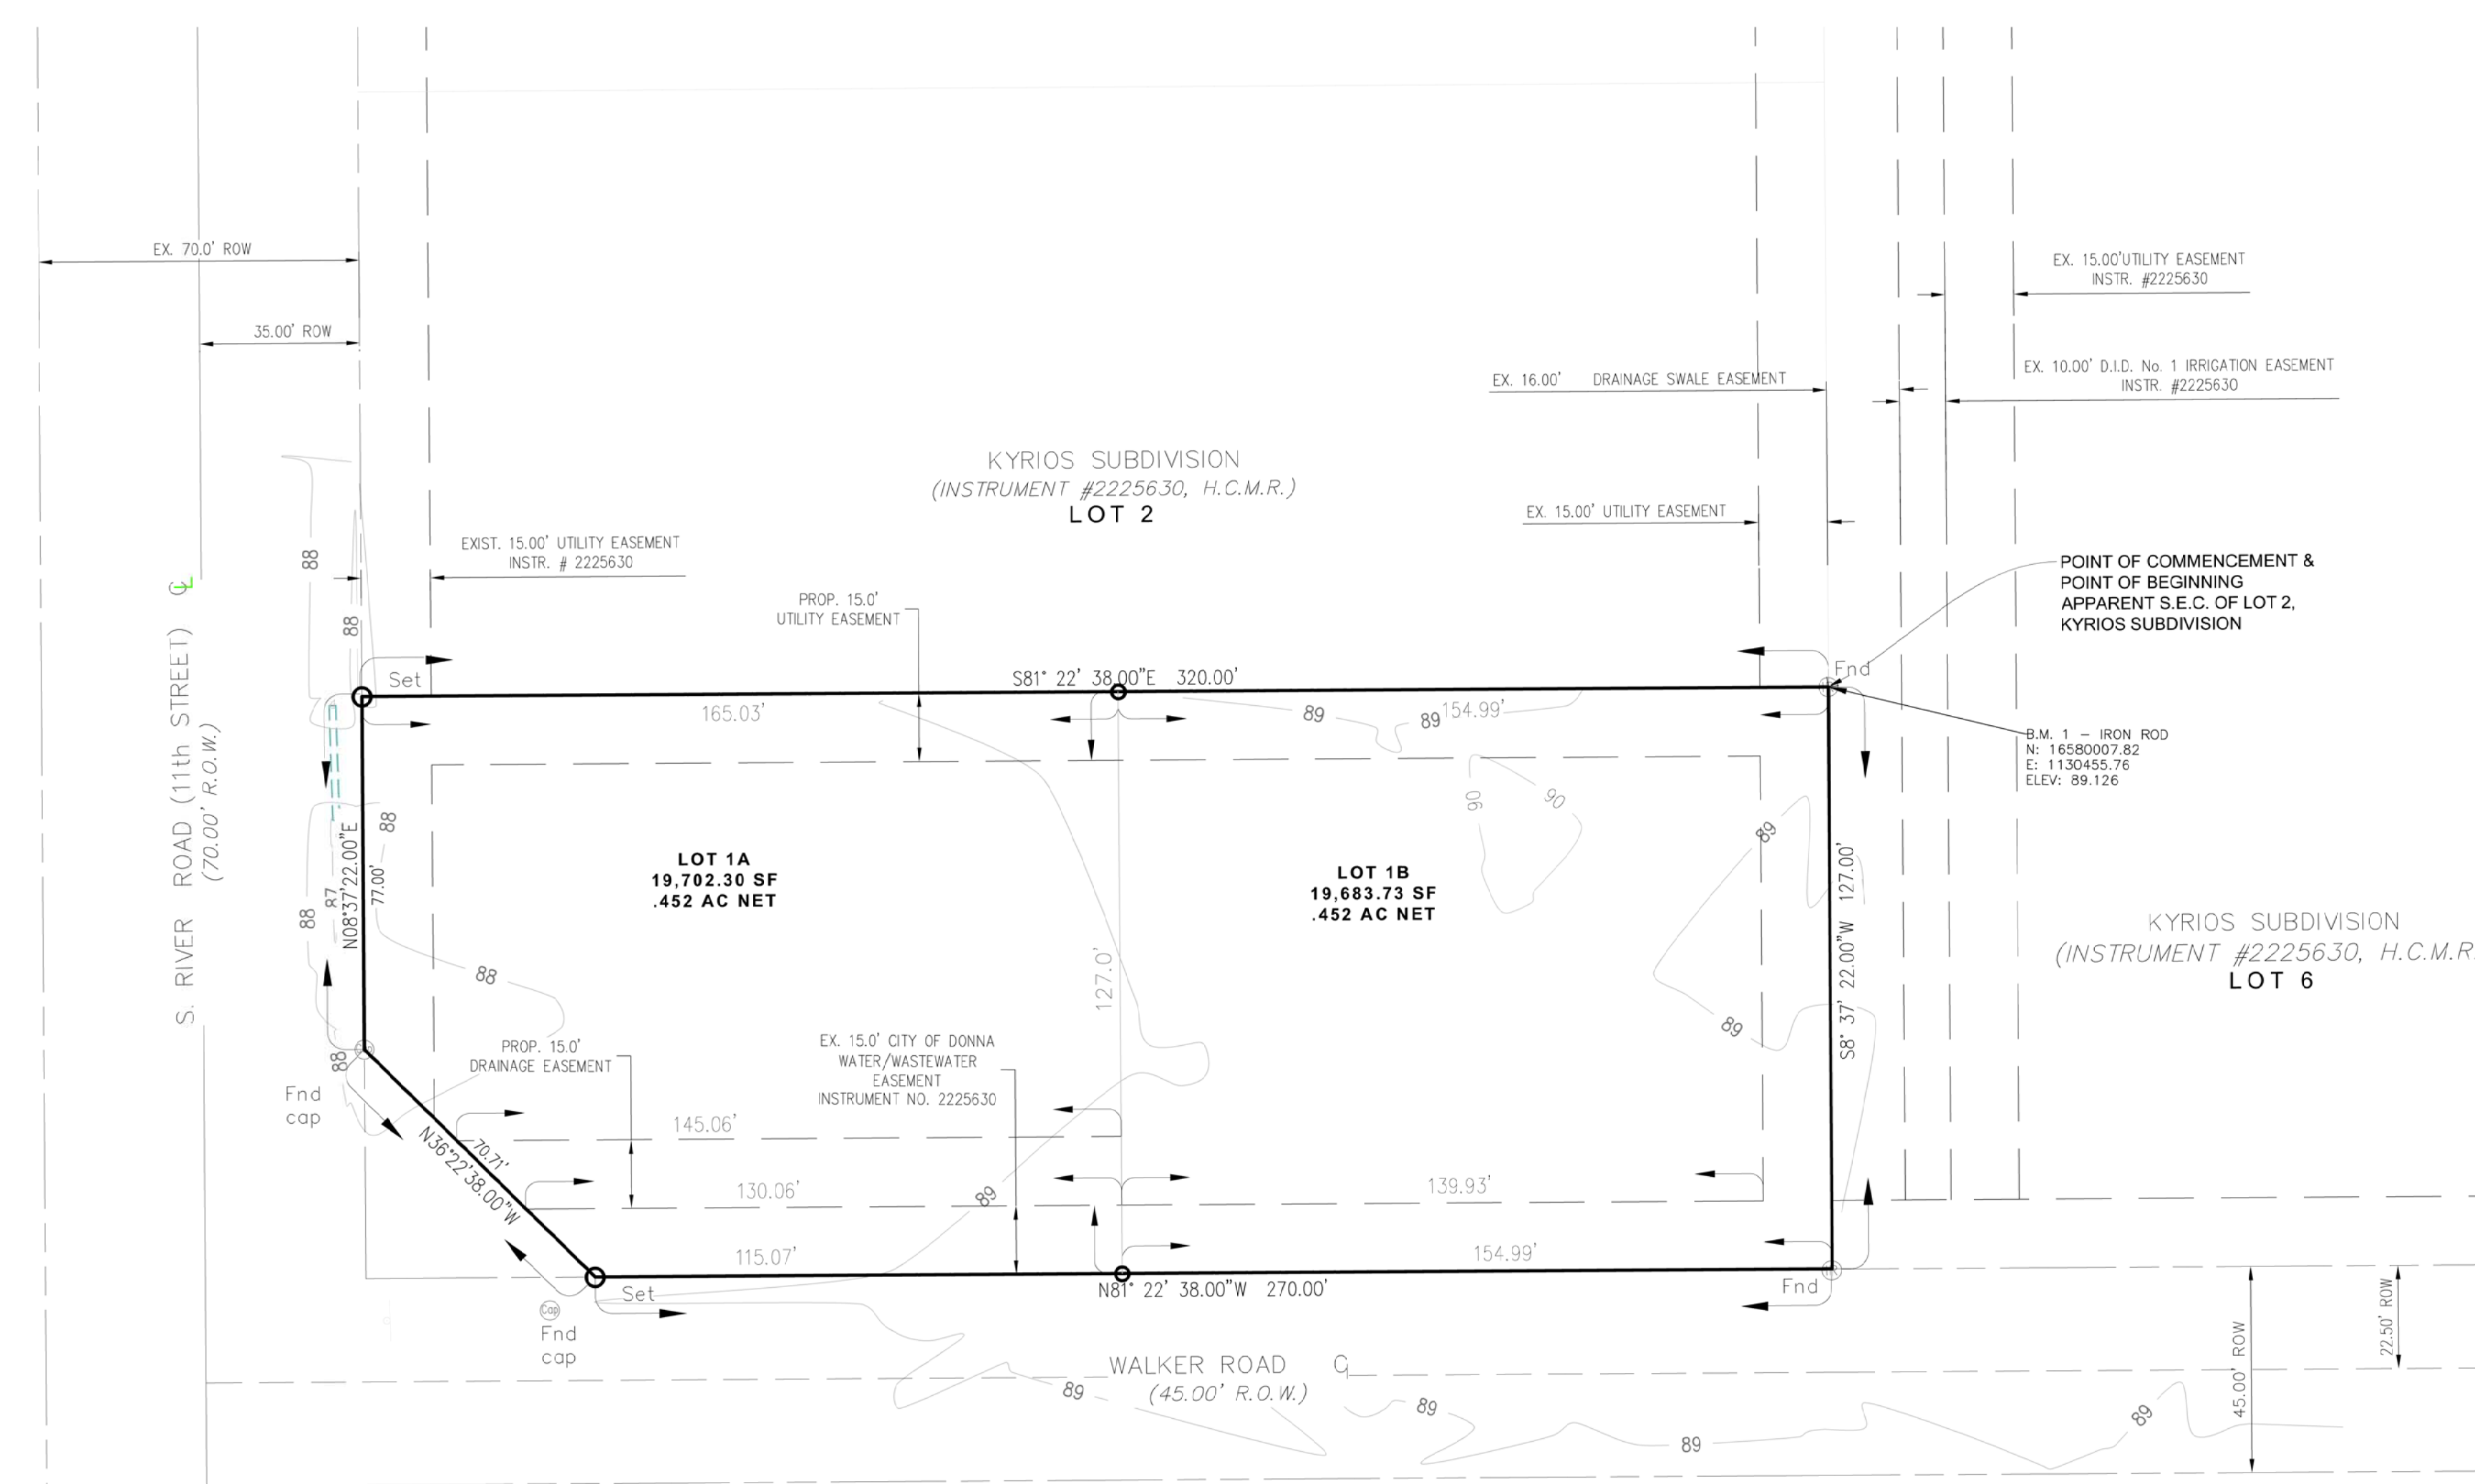 EX. 70.0' ROW
35.00' ROW
EX. 15.00'UTILITY EASEMENT
INSTR. #2225630
EX. 10.00' D.I.D. No. 1 IRRIGATION EASEMENT
INSTR. #2225630
EX. 16.00' DRAINAGE SWALE EASEMENT
KYRIOS SUBDIVISION
(INSTRUMENT #2225630, H.C.M.R.)
LOT 2
EX. 15.00' UTILITY EASEMENT
EXIST. 15.00' UTILITY EASEMENT
INSTR. # 2225630
88
88
PROP. 15.0'
UTILITY EASEMENT
POINT OF COMMENCEMENT &
POINT OF BEGINNING
APPARENT S.E.C. OF LOT 2,
KYRIOS SUBDIVISION
Set
S81° 22' 38.00"E 320.00'
Fnd
165.03'
89
89
154.99'
B.M. 1 - IRON ROD
N: 16580007.82
E: 1130455.76
ELEV: 89.126
S. RIVER ROAD (11th STREET) CL
(70.00' R.O.W.)
N08°37'22.00"E
77.00'
88
87
88
88
90
90
89
LOT 1A
19,702.30 SF
.452 AC NET
LOT 1B
19,683.73 SF
.452 AC NET
127.0'
S8° 37' 22.00"W 127.00'
KYRIOS SUBDIVISION
(INSTRUMENT #2225630, H.C.M.R.
LOT 6
89
88
Fnd
cap
PROP. 15.0'
DRAINAGE EASEMENT
EX. 15.0' CITY OF DONNA
WATER/WASTEWATER
EASEMENT
INSTRUMENT NO. 2225630
145.06'
70.71'
N36°22'38.00"W
130.06'
89
139.93'
115.07'
154.99'
Set
N81° 22' 38.00"W 270.00'
Fnd
Cap
Fnd
cap
WALKER ROAD CL
(45.00' R.O.W.)
89
89
89
89
45.00' ROW
22.50' ROW